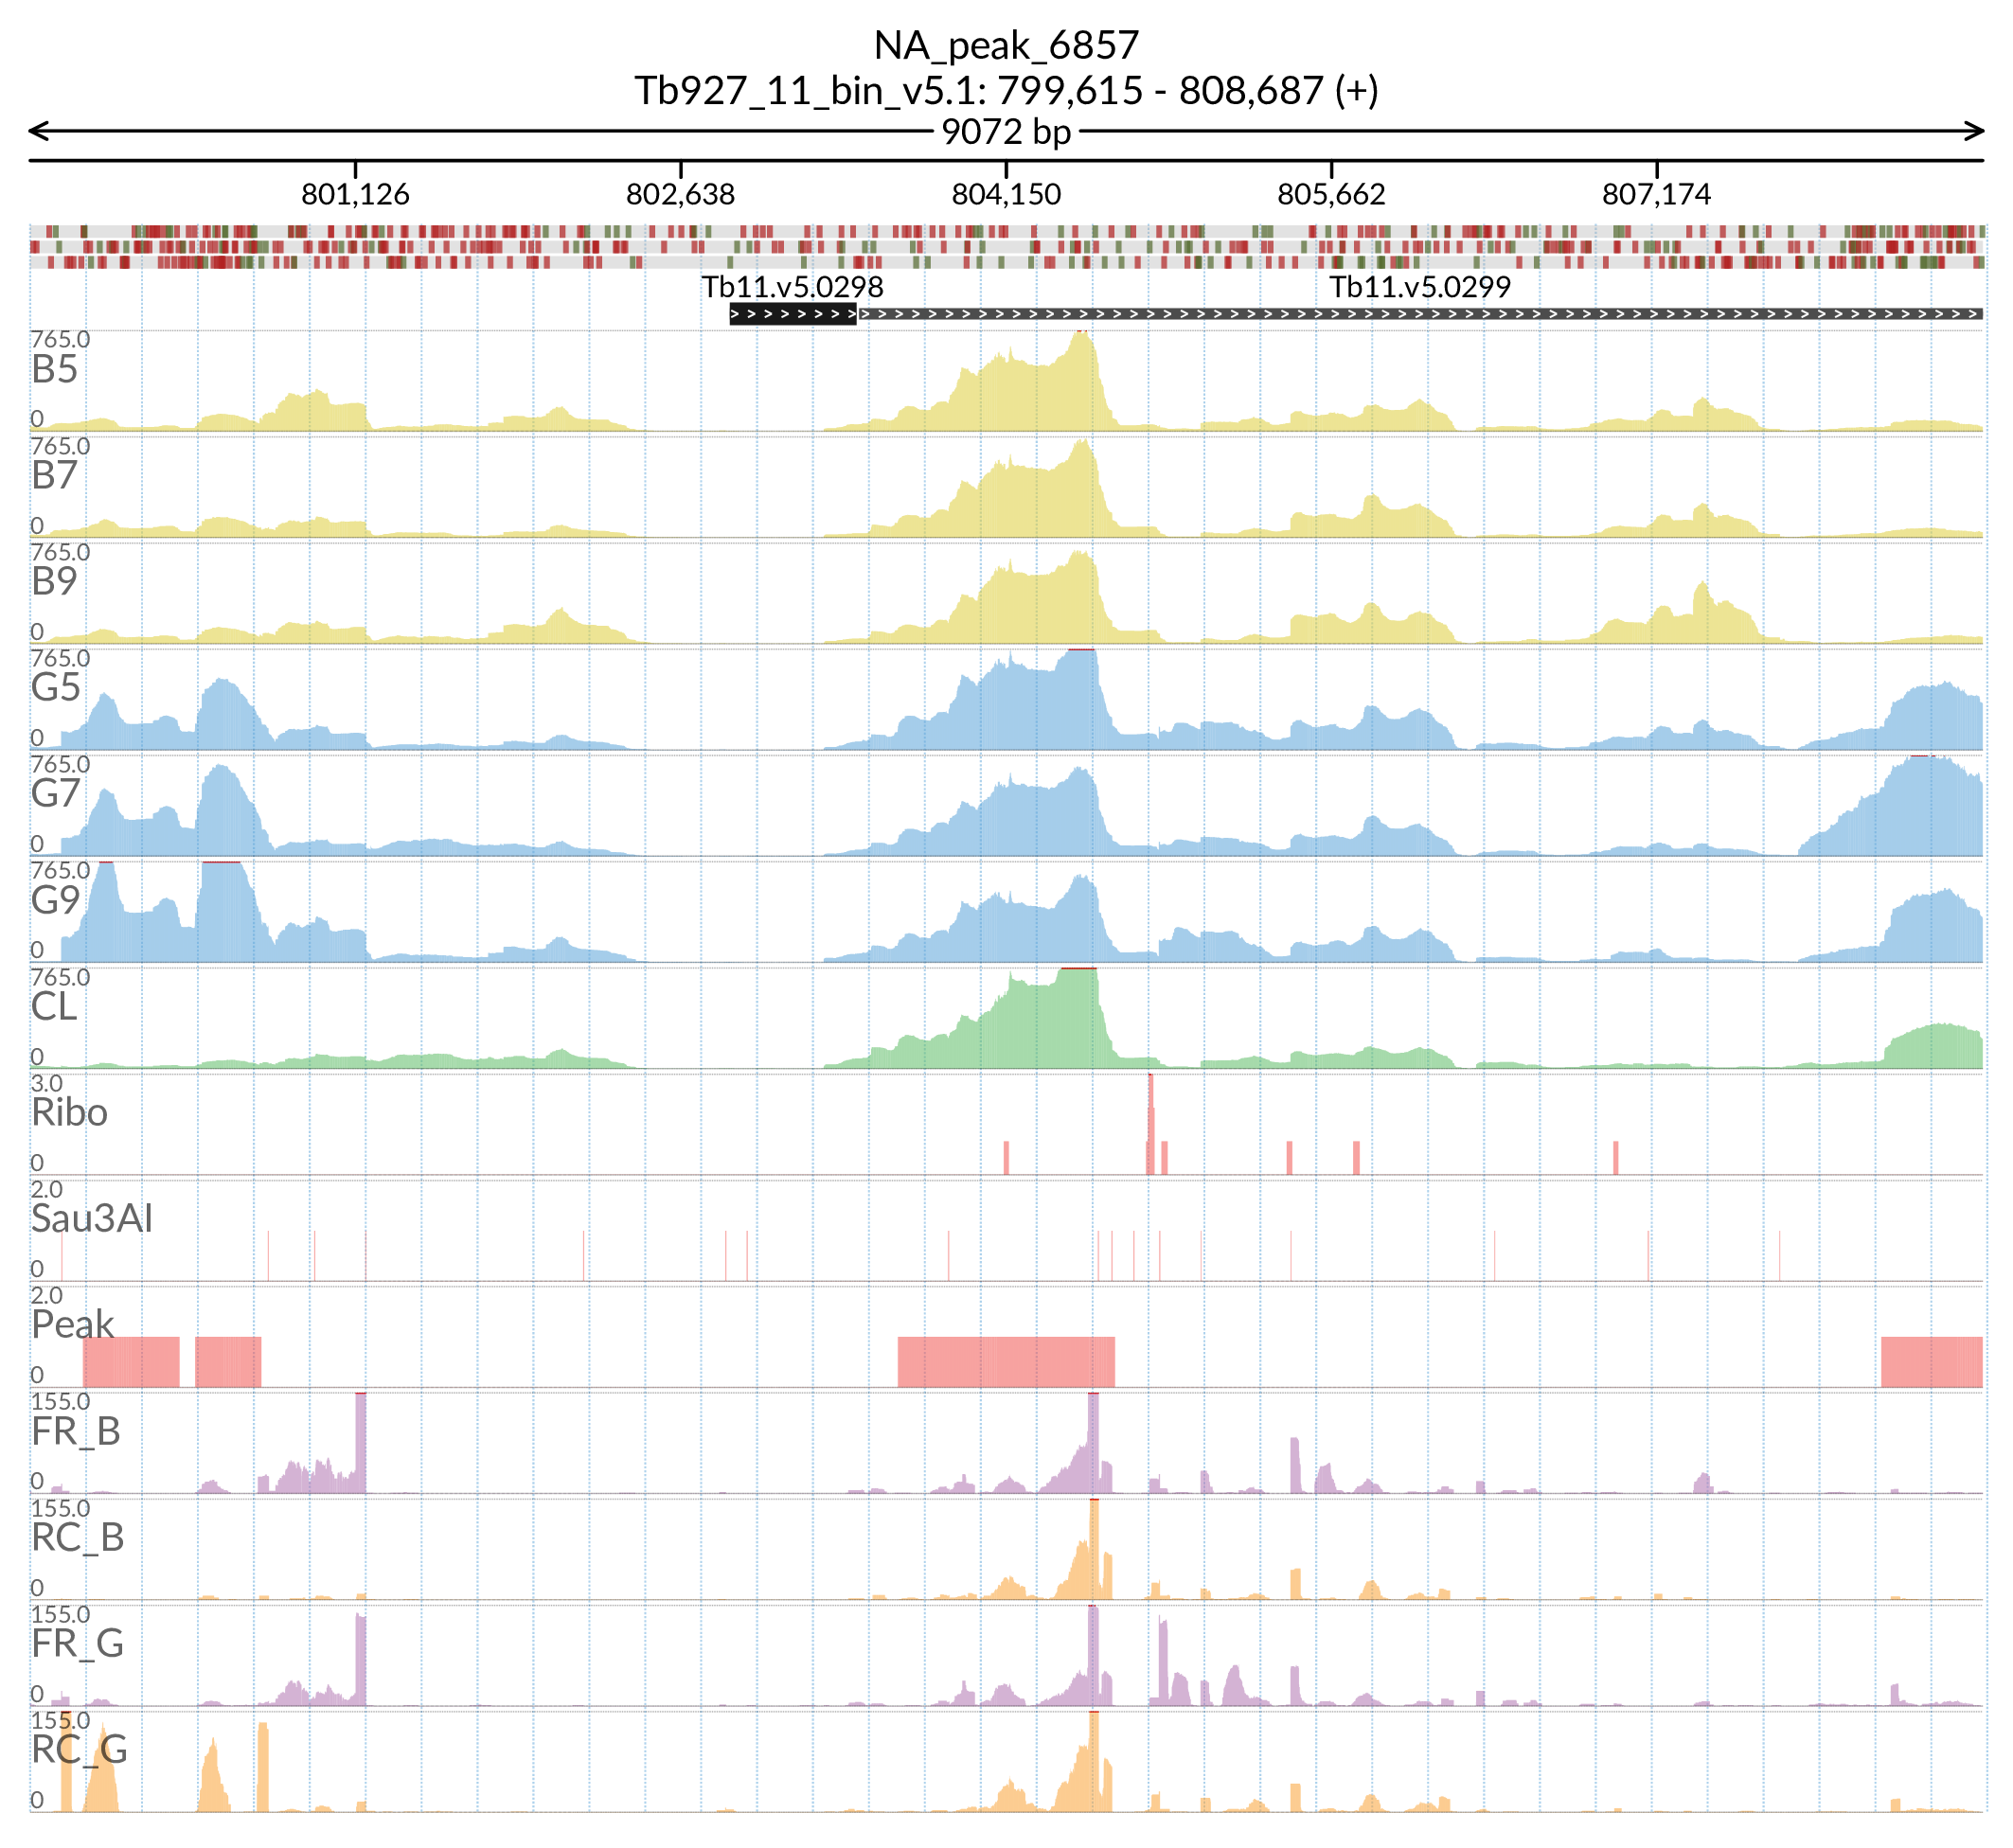 NA_peak_6857
Tb927_11_bin_v5.1: 799,615 - 808,687 (+)
9072 bp
801,126 802,638 804,150 805,662 807,174
Tb11.v5.0298 Tb11.v5.0299
765.0
B5
0
765.0
B7
0
765.0
B9
0
765.0
G5
0
765.0
G7
0
765.0
G9
0
765.0
CL
0
3.0
Ribo
0
2.0
Sau3AI
0
2.0
Peak
0
155.0
FR_B
0
155.0
RC_B
0
155.0
FR_G
0
155.0
RC_G
0